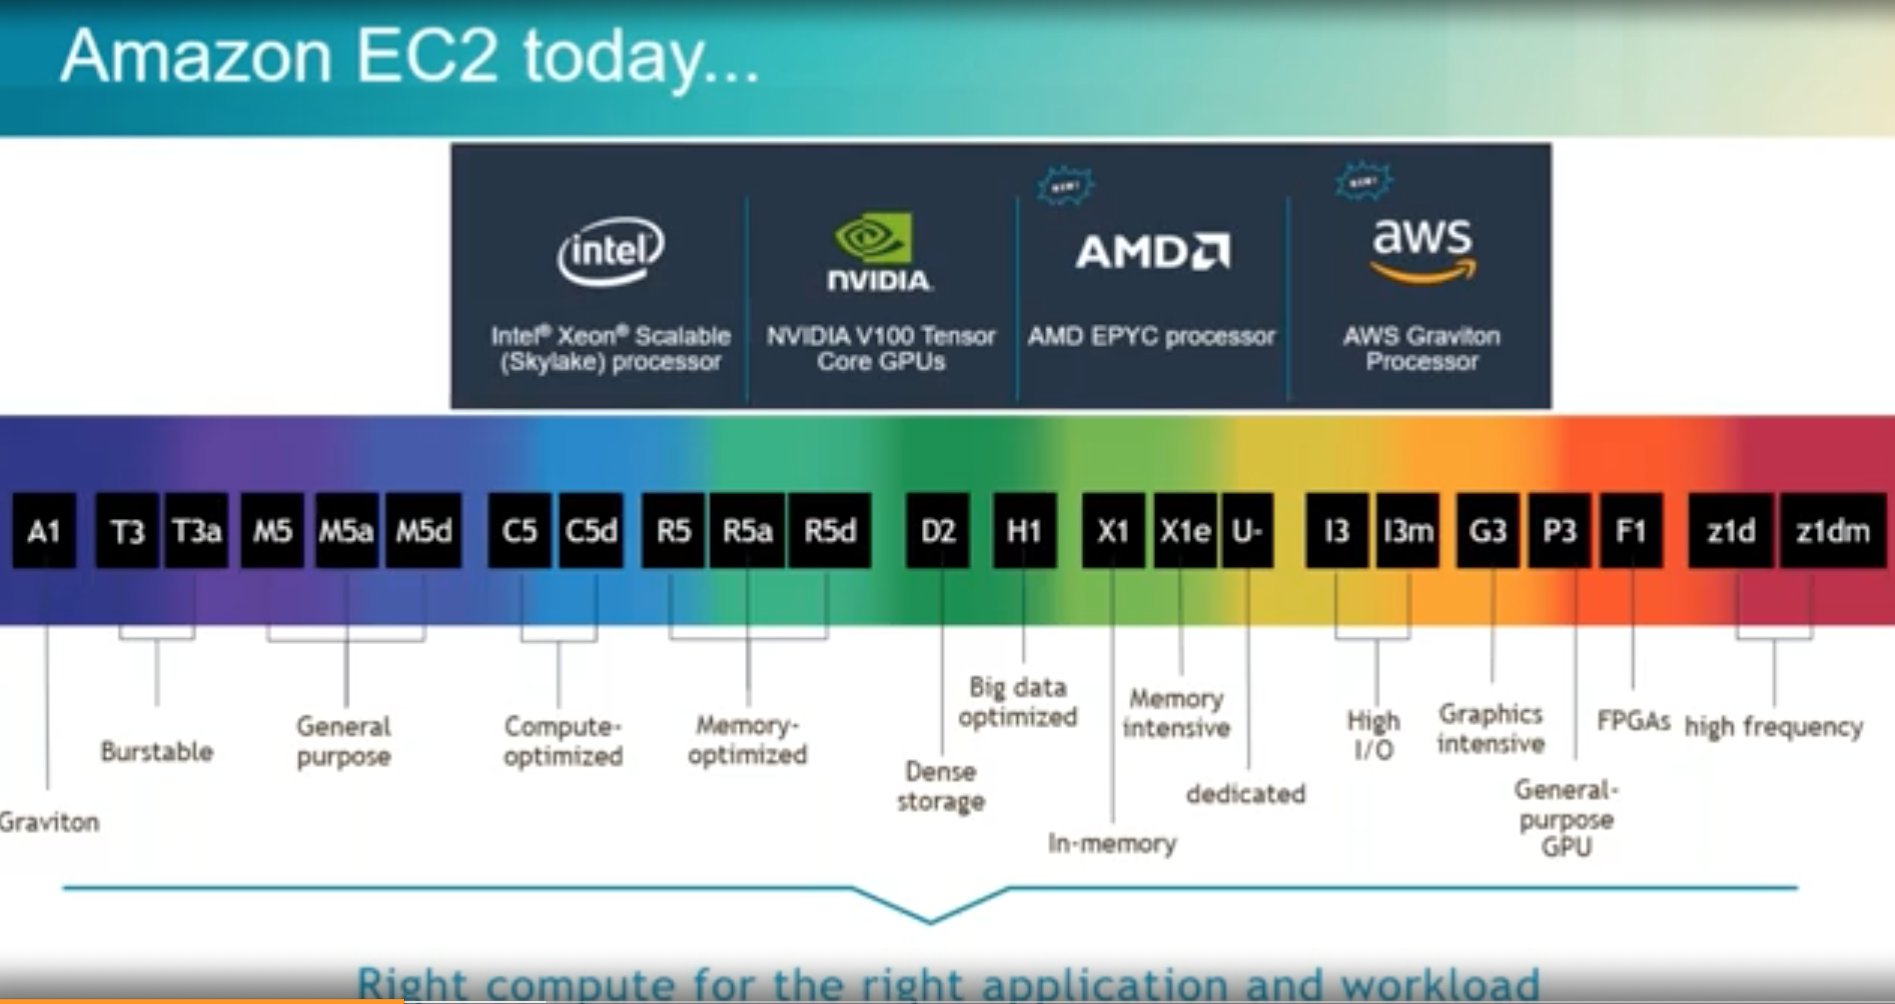 Amazon EC2 today...
NEW!
NEW!
intel
NVIDIA
AMD
aws
Intel® Xeon® Scalable
(Skylake) processor
NVIDIA V100 Tensor
Core GPUs
AMD EPYC processor
AWS Graviton
Processor
A1 T3 T3a M5 M5a M5d C5 C5d R5 R5a R5d D2 H1 X1 X1e U- I3 I3m G3 P3 F1 z1d z1dm
Graviton
Burstable
General
purpose
Compute-
optimized
Memory-
optimized
Dense
storage
Big data
optimized
In-memory
Memory
intensive
dedicated
High
I/O
Graphics
intensive
General-
purpose
GPU
FPGAs
high frequency
Right compute for the right application and workload